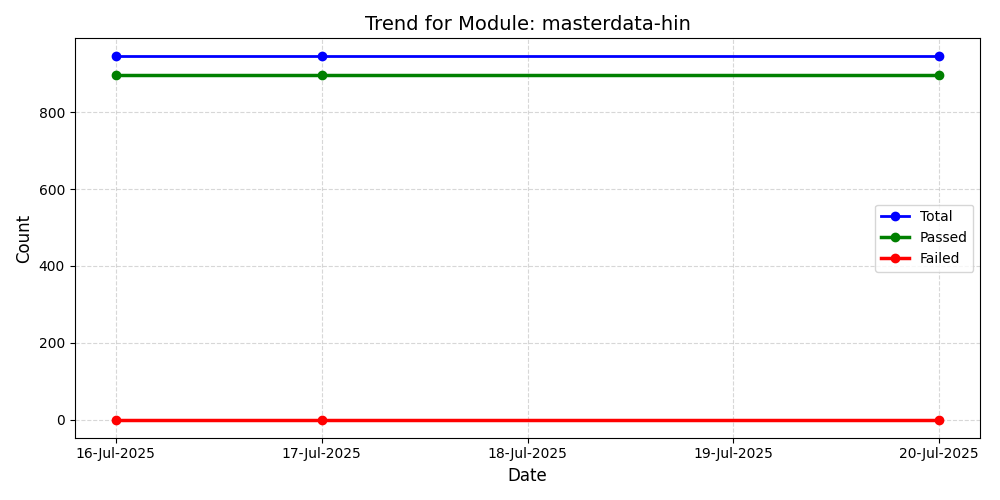 Trend for Module: masterdata-hin
Count
800
600
400
200
0
Total
Passed
Failed
16-Jul-2025
17-Jul-2025
18-Jul-2025
19-Jul-2025
20-Jul-2025
Date